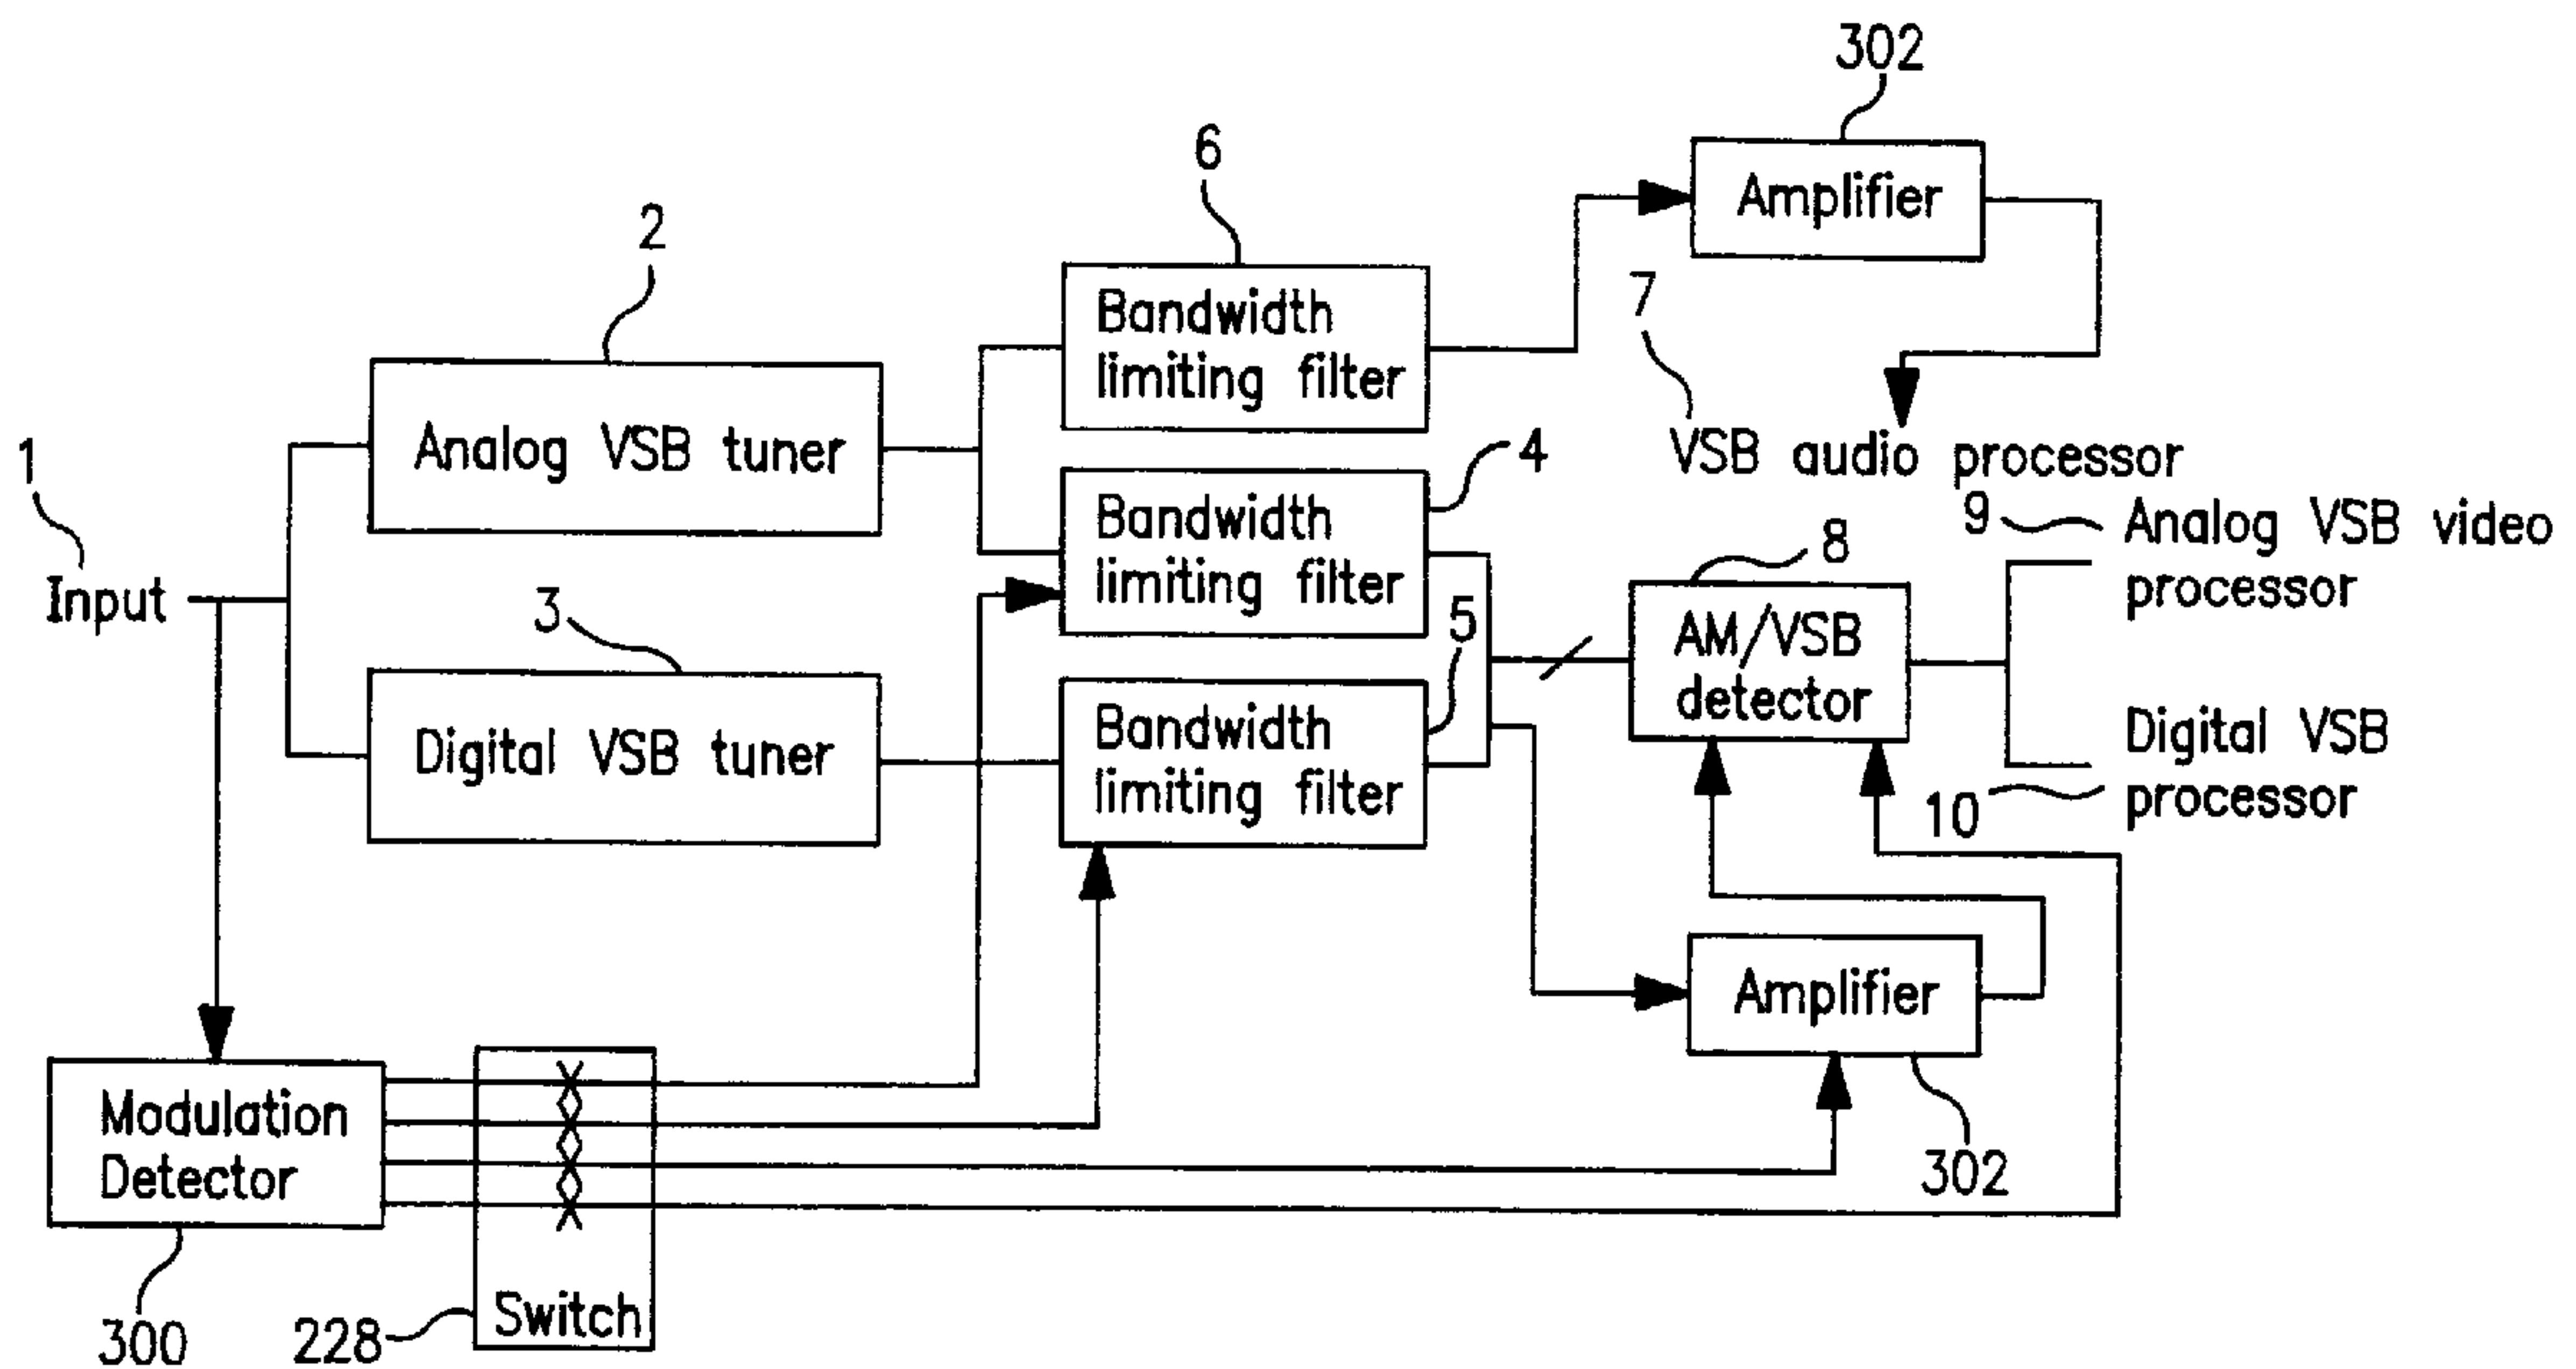 302
Amplifier
6
2
Bandwidth
limiting filter
7
VSB audio processor
1
Input
Analog VSB tuner
4
Bandwidth
limiting filter
9
Analog VSB video
processor
8
AM/VSB
detector
3
Digital VSB tuner
5
Bandwidth
limiting filter
Digital VSB
processor
10
Amplifier
302
Modulation
Detector
300
228
Switch